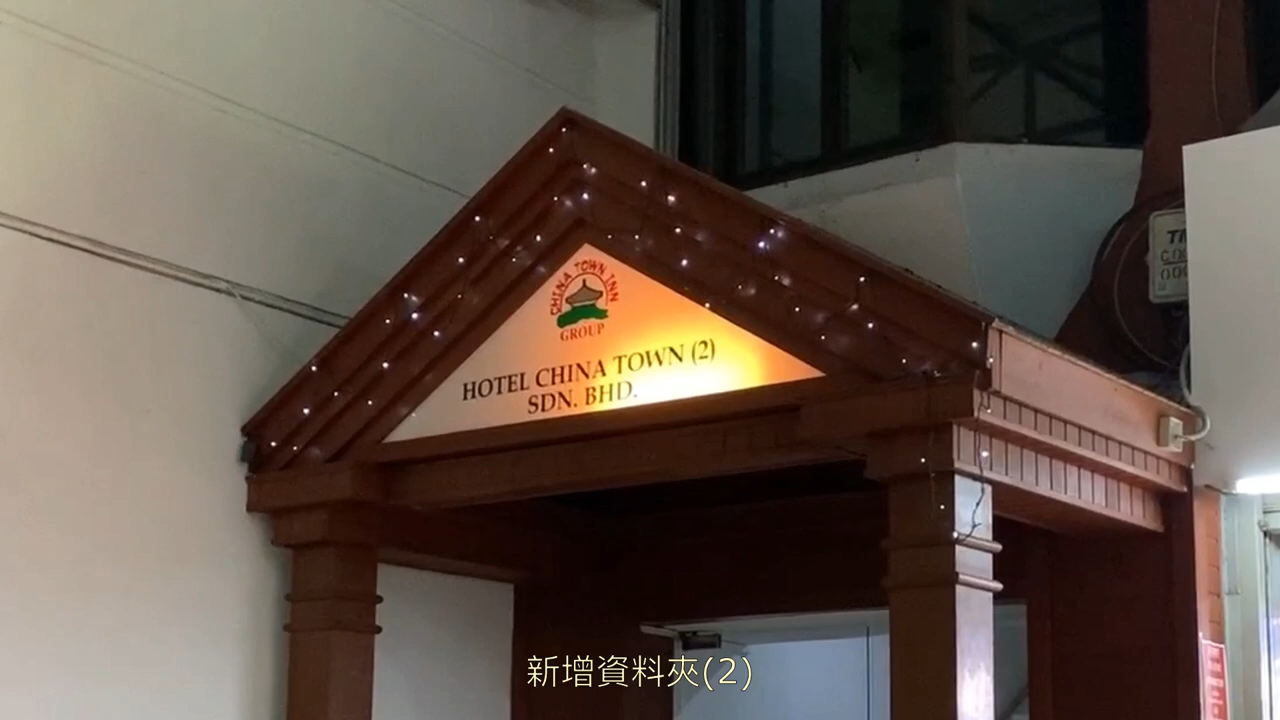 CHINA TOWN INN
GROUP
HOTEL CHINA TOWN (2)
SDN. BHD.
新增資料夾(2)